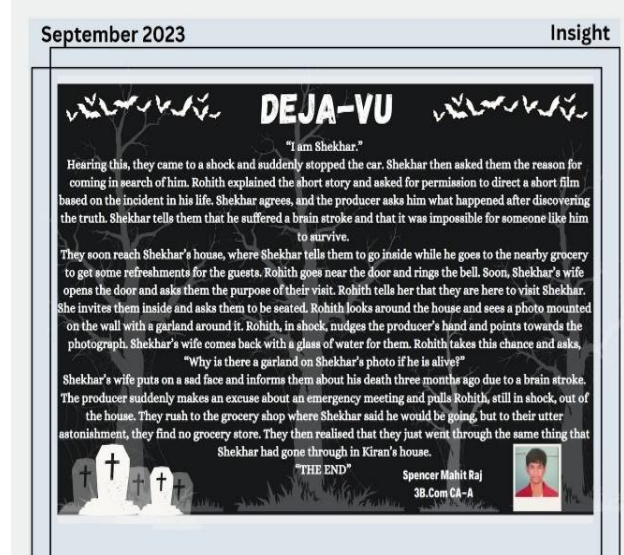 September 2023
Insight
DEJA-VU
“I am Shekhar.”
Hearing this, they came to a shock and suddenly stopped the car. Shekhar then asked them the reason for
coming in search of him. Rohith explained the short story and asked for permission to direct a short film
based on the incident in his life. Shekhar agrees, and the producer asks him what happened after discovering
the truth. Shekhar tells them that he suffered a brain stroke and that it was impossible for someone like him
to survive.
They soon reach Shekhar’s house, where Shekhar tells them to go inside while he goes to the nearby grocery
to get some refreshments for the guests. Rohith goes near the door and rings the bell. Soon, Shekhar’s wife
opens the door and asks them the purpose of their visit. Rohith tells her that they are here to visit Shekhar.
She invites them inside and asks them to be seated. Rohith looks around the house and sees a photo mounted
on the wall with a garland around it. Rohith, in shock, nudges the producer’s hand and points towards the
photograph. Shekhar’s wife comes back with a glass of water for them. Rohith takes this chance and asks,
“Why is there a garland on Shekhar’s photo if he is alive?”
Shekhar’s wife puts on a sad face and informs them about his death three months ago due to a brain stroke.
The producer suddenly makes an excuse about an emergency meeting and pulls Rohith, still in shock, out of
the house. They rush to the grocery shop where Shekhar said he would be going, but to their utter
astonishment, they find no grocery store. They then realised that they just went through the same thing that
Shekhar had gone through in Kiran’s house.
“THE END”
Spencer Mahit Raj
3B.Com CA-A